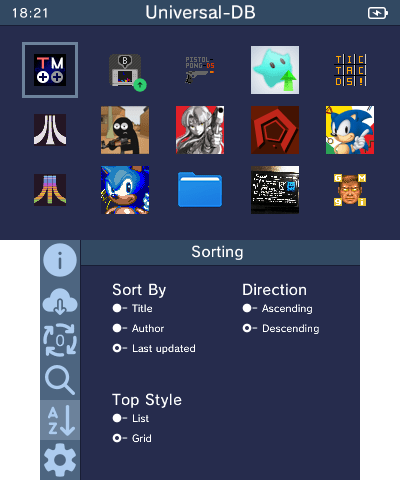 18:21
Universal-DB
TM
B
PISTOL
PONG DS
TIC
TAC
DS!
G M
S T
Sorting
Sort By
Direction
Title
Ascending
Author
Descending
Last updated
Top Style
List
Grid
i
0
A
Z